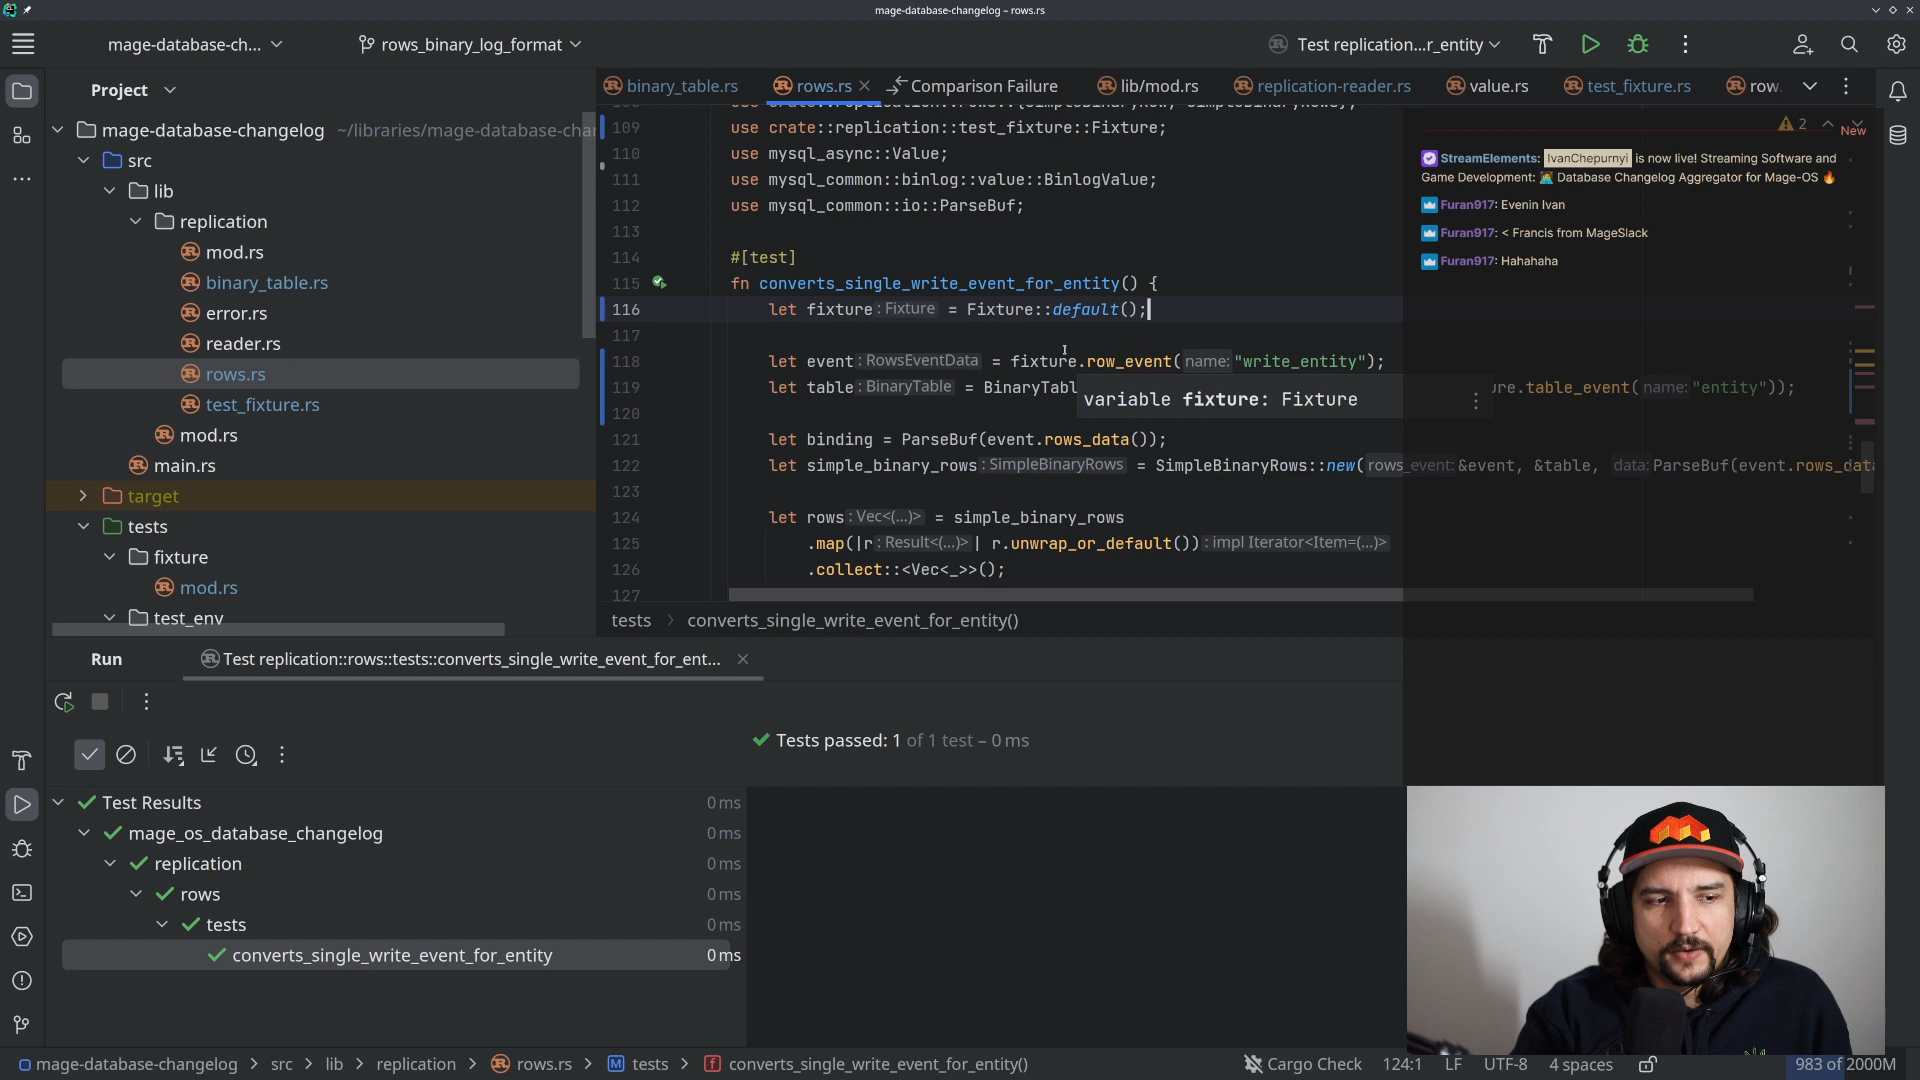 mage-database-changelog – rows.rs
mage-database-ch...
rows_binary_log_format
Test replication...r_entity
Project
binary_table.rs
rows.rs
Comparison Failure
lib/mod.rs
replication-reader.rs
value.rs
test_fixture.rs
row
mage-database-changelog ~/libraries/mage-database-cha
src
lib
replication
mod.rs
binary_table.rs
error.rs
reader.rs
rows.rs
test_fixture.rs
mod.rs
main.rs
target
tests
fixture
mod.rs
test_env
109 use crate::replication::test_fixture::Fixture;
110 use mysql_async::Value;
111 use mysql_common::binlog::value::BinlogValue;
112 use mysql_common::io::ParseBuf;
113
114 #[test]
115 fn converts_single_write_event_for_entity() {
116 let fixture : Fixture = Fixture::default();
117
118 let event : RowsEventData = fixture.row_event( name: "write_entity");
119 let table : BinaryTable = BinaryTabl ure.table_event( name: "entity"));
variable fixture: Fixture
120
121 let binding = ParseBuf(event.rows_data());
122 let simple_binary_rows : SimpleBinaryRows = SimpleBinaryRows::new( rows_event: &event, &table, data: ParseBuf(event.rows_data
123
124 let rows : Vec<(...)> = simple_binary_rows
125 .map(|r : Result<(...)> | r.unwrap_or_default()) : impl Iterator<Item=(...)>
126 .collect::<Vec<_>>();
127
2
New
StreamElements: IvanChepurnyi is now live! Streaming Software and
Game Development: 🧑‍💻 Database Changelog Aggregator for Mage-OS 🔥
Furan917: Evenin Ivan
Furan917: < Francis from MageSlack
Furan917: Hahahaha
tests > converts_single_write_event_for_entity()
Run
Test replication::rows::tests::converts_single_write_event_for_ent...
Tests passed: 1 of 1 test – 0 ms
Test Results 0 ms
mage_os_database_changelog 0 ms
replication 0 ms
rows 0 ms
tests 0 ms
converts_single_write_event_for_entity 0 ms
mage-database-changelog > src > lib > replication > rows.rs > tests > converts_single_write_event_for_entity()
Cargo Check 124:1 LF UTF-8 4 spaces 983 of 2000M